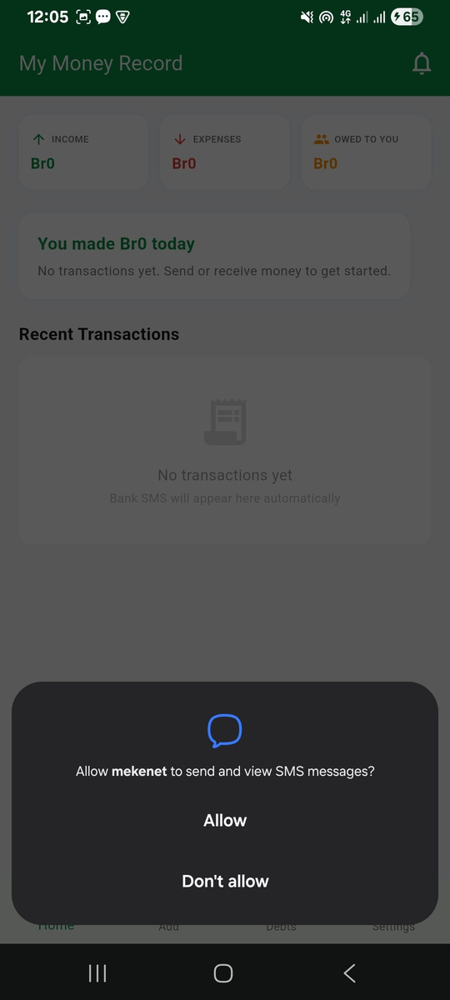 12:05
4G
65
My Money Record
INCOME
Br0
EXPENSES
Br0
OWED TO YOU
Br0
You made Br0 today
No transactions yet. Send or receive money to get started.
Recent Transactions
No transactions yet
Bank SMS will appear here automatically
Allow mekenet to send and view SMS messages?
Allow
Don't allow
Home
Add
Debts
Settings